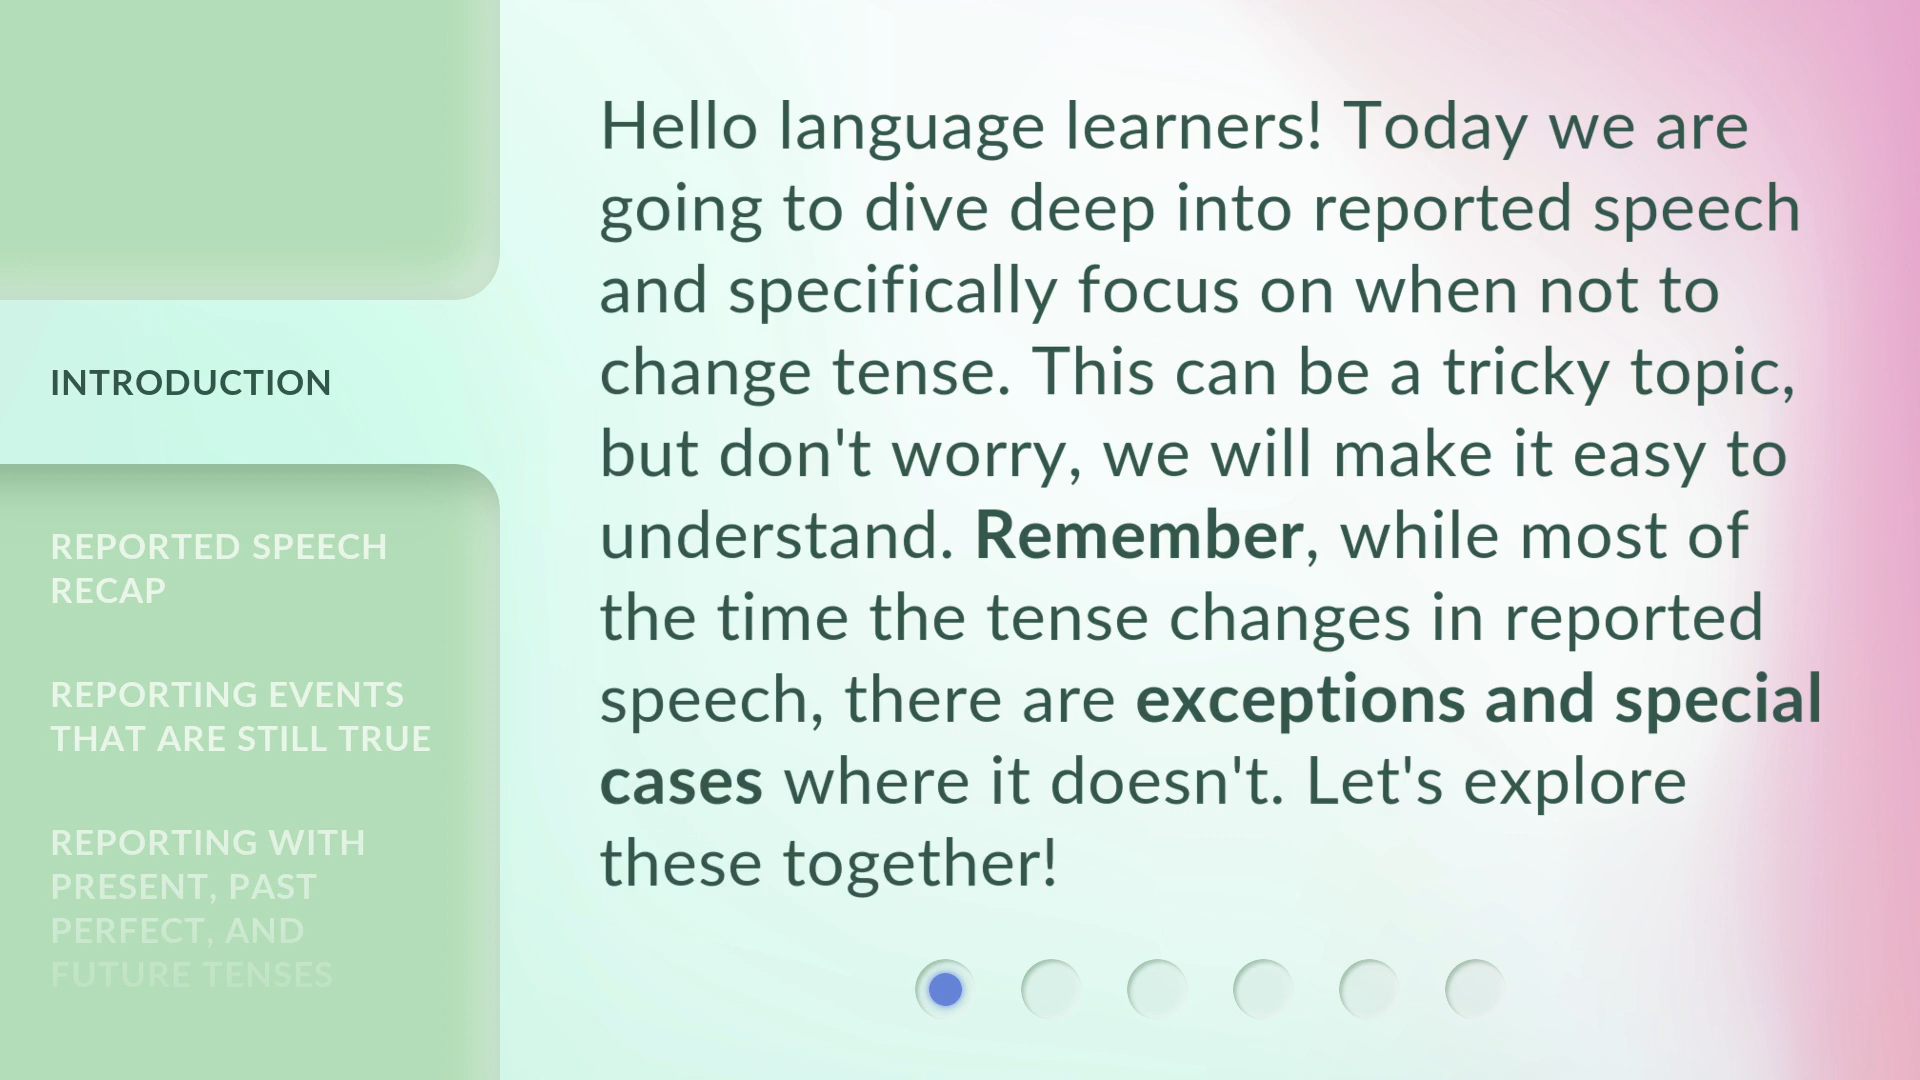 INTRODUCTION
REPORTED SPEECH
RECAP
REPORTING EVENTS
THAT ARE STILL TRUE
REPORTING WITH
PRESENT, PAST
PERFECT, AND
FUTURE TENSES
Hello language learners! Today we are
going to dive deep into reported speech
and specifically focus on when not to
change tense. This can be a tricky topic,
but don't worry, we will make it easy to
understand. Remember, while most of
the time the tense changes in reported
speech, there are exceptions and special
cases where it doesn't. Let's explore
these together!